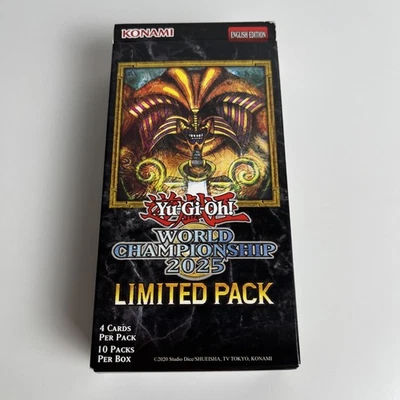 KONAMI
ENGLISH EDITION
Yu-Gi-Oh!
WORLD
CHAMPIONSHIP
2025
LIMITED PACK
4 CARDS
PER PACK
10 PACKS
PER BOX
©2020 Studio Dice/SHUEISHA, TV TOKYO, KONAMI